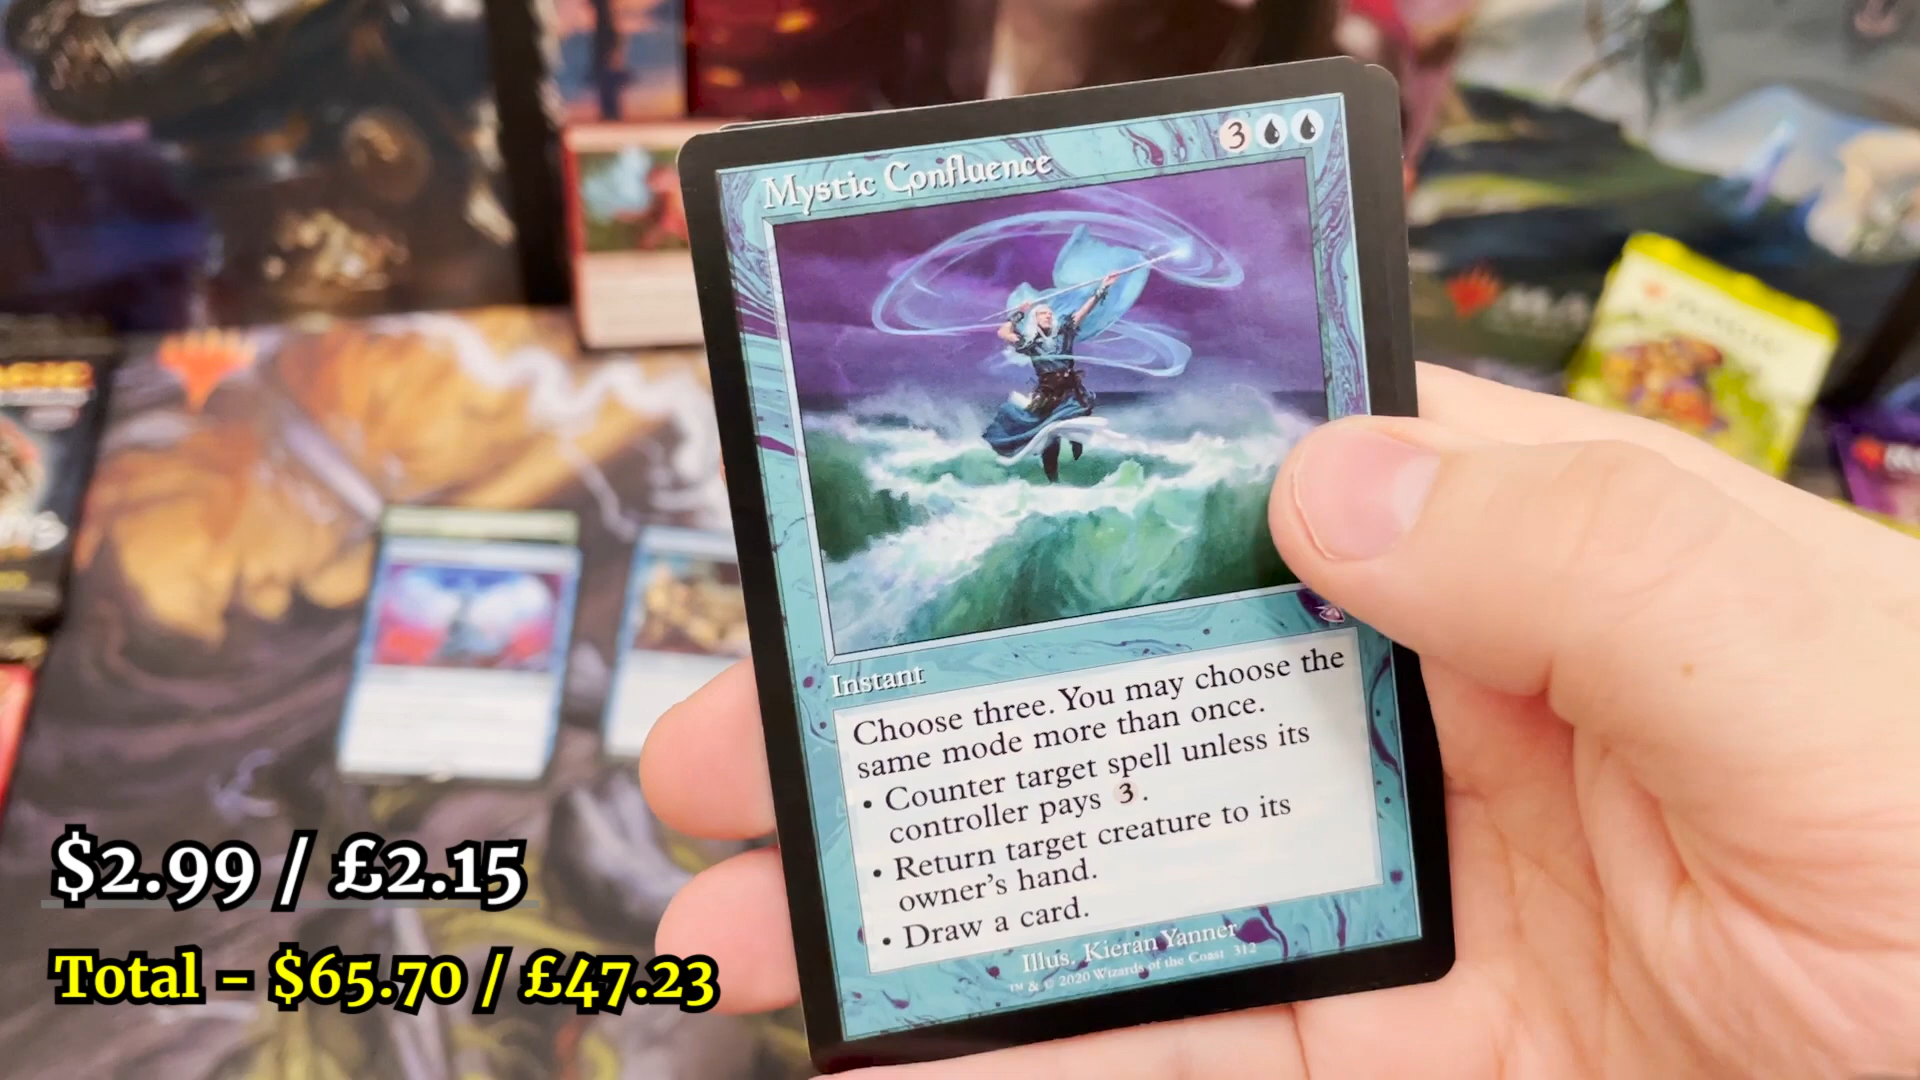 Mystic Confluence
3
Instant
Choose three. You may choose the
same mode more than once.
• Counter target spell unless its
controller pays 3.
• Return target creature to its
owner's hand.
• Draw a card.
Illus. Kieran Yanner
™ & © 2020 Wizards of the Coast 312
$2.99 / £2.15
Total - $65.70 / £47.23